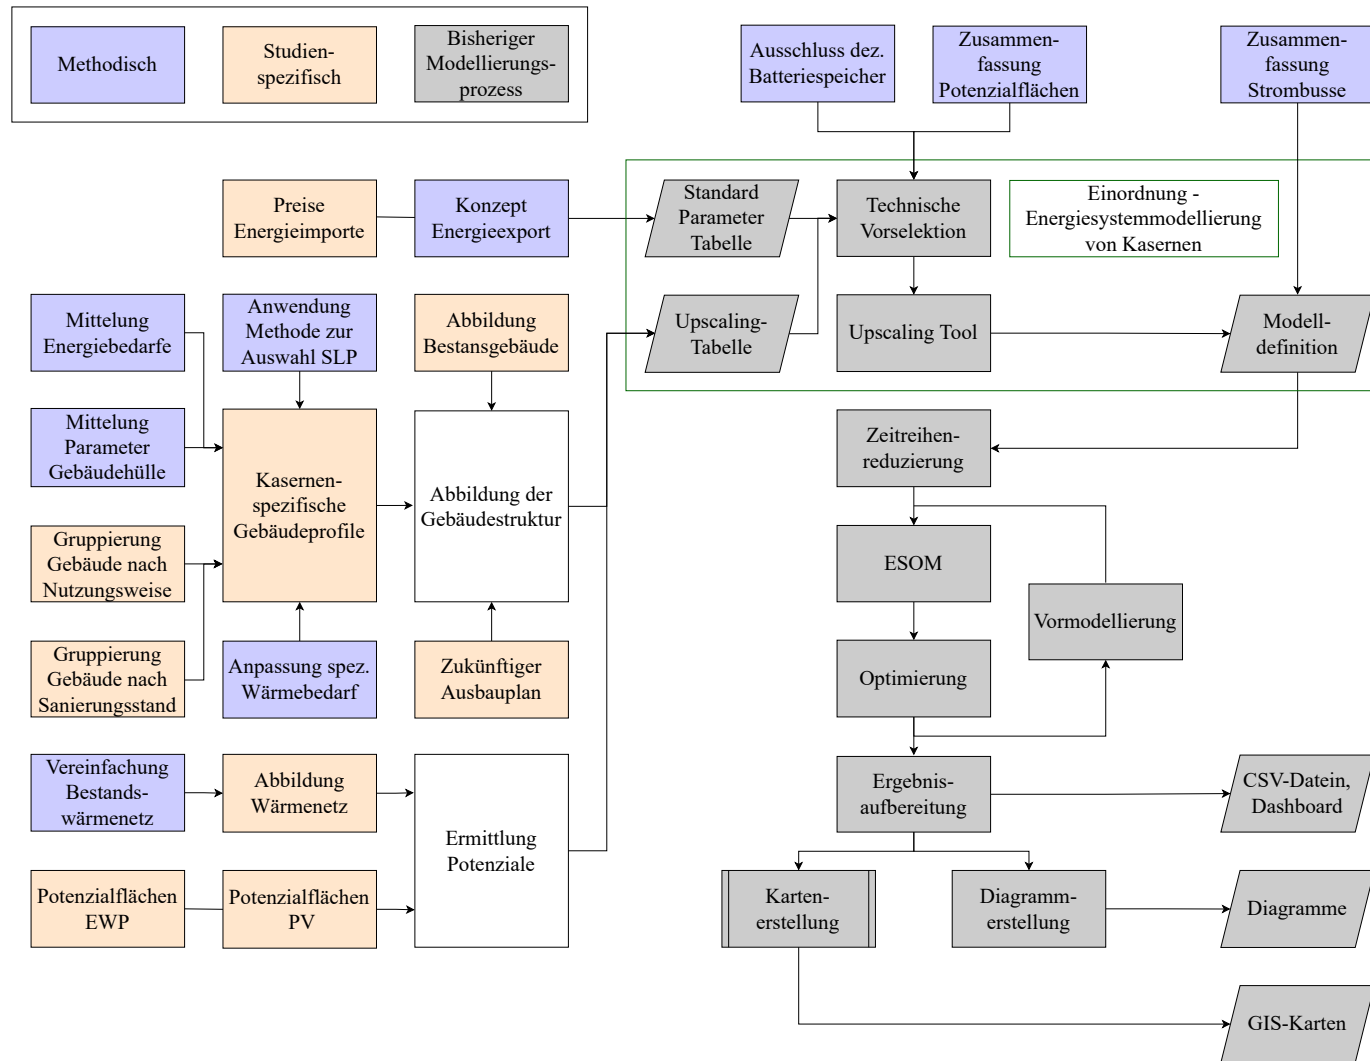 Methodisch
Studien-
spezifisch
Bisheriger
Modellierungs-
prozess
Ausschluss dez.
Batteriespeicher
Zusammen-
fassung
Potenzialflächen
Zusammen-
fassung
Strombusse
Preise
Energieimporte
Konzept
Energieexport
Standard
Parameter
Tabelle
Technische
Vorselektion
Einordnung -
Energiesystemmodellierung
von Kasernen
Mittelung
Energiebedarfe
Anwendung
Methode zur
Auswahl SLP
Abbildung
Bestansgebäude
Upscaling-
Tabelle
Upscaling Tool
Modell-
definition
Mittelung
Parameter
Gebäudehülle
Kasernen-
spezifische
Gebäudeprofile
Abbildung der
Gebäudestruktur
Zeitreihen-
reduzierung
Gruppierung
Gebäude nach
Nutzungsweise
ESOM
Vormodellierung
Gruppierung
Gebäude nach
Sanierungsstand
Anpassung spez.
Wärmebedarf
Zukünftiger
Ausbauplan
Optimierung
Vereinfachung
Bestands-
wärmenetz
Abbildung
Wärmenetz
Ermittlung
Potenziale
Ergebnis-
aufbereitung
CSV-Datein,
Dashboard
Potenzialflächen
EWP
Potenzialflächen
PV
Karten-
erstellung
Diagramm-
erstellung
Diagramme
GIS-Karten